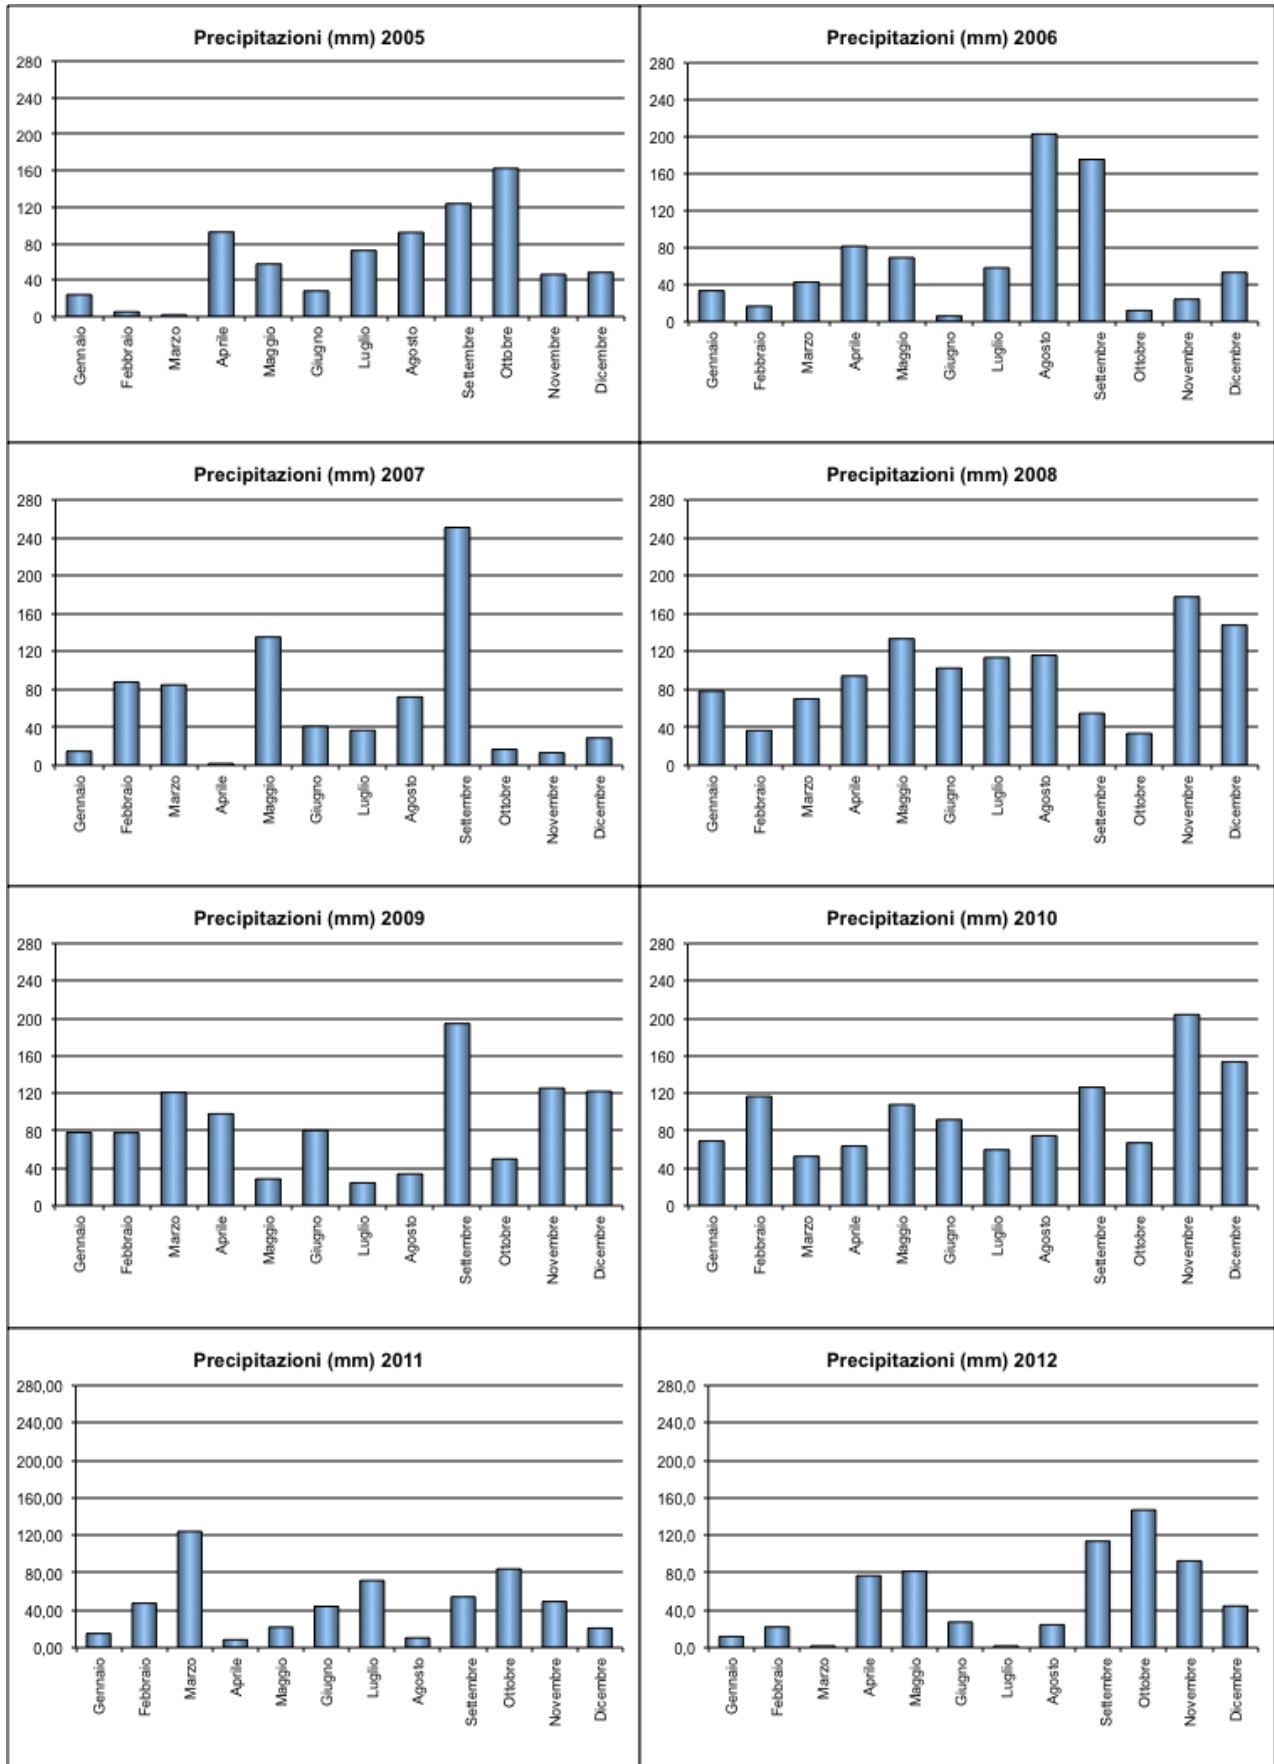 Precipitazioni (mm) 2005
280
240
200
160
120
80
40
0
Gennaio
Febbraio
Marzo
Aprile
Maggio
Giugno
Luglio
Agosto
Settembre
Ottobre
Novembre
Dicembre
Precipitazioni (mm) 2006
280
240
200
160
120
80
40
0
Gennaio
Febbraio
Marzo
Aprile
Maggio
Giugno
Luglio
Agosto
Settembre
Ottobre
Novembre
Dicembre
Precipitazioni (mm) 2007
280
240
200
160
120
80
40
0
Gennaio
Febbraio
Marzo
Aprile
Maggio
Giugno
Luglio
Agosto
Settembre
Ottobre
Novembre
Dicembre
Precipitazioni (mm) 2008
280
240
200
160
120
80
40
0
Gennaio
Febbraio
Marzo
Aprile
Maggio
Giugno
Luglio
Agosto
Settembre
Ottobre
Novembre
Dicembre
Precipitazioni (mm) 2009
280
240
200
160
120
80
40
0
Gennaio
Febbraio
Marzo
Aprile
Maggio
Giugno
Luglio
Agosto
Settembre
Ottobre
Novembre
Dicembre
Precipitazioni (mm) 2010
280
240
200
160
120
80
40
0
Gennaio
Febbraio
Marzo
Aprile
Maggio
Giugno
Luglio
Agosto
Settembre
Ottobre
Novembre
Dicembre
Precipitazioni (mm) 2011
280,00
240,00
200,00
160,00
120,00
80,00
40,00
0,00
Gennaio
Febbraio
Marzo
Aprile
Maggio
Giugno
Luglio
Agosto
Settembre
Ottobre
Novembre
Dicembre
Precipitazioni (mm) 2012
280,0
240,0
200,0
160,0
120,0
80,0
40,0
0,0
Gennaio
Febbraio
Marzo
Aprile
Maggio
Giugno
Luglio
Agosto
Settembre
Ottobre
Novembre
Dicembre